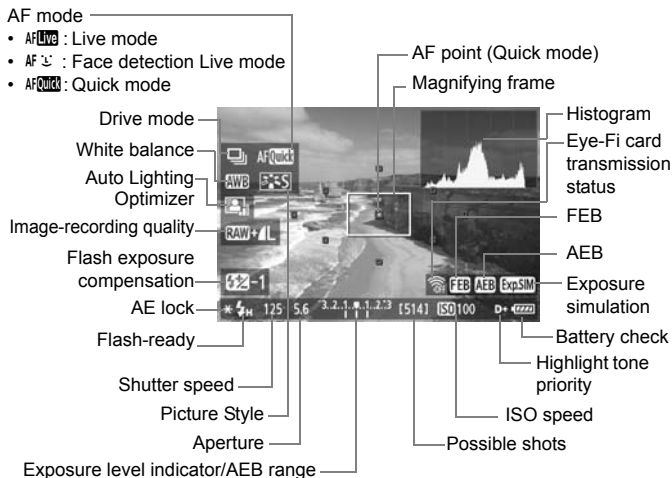 AF mode
• AF Live : Live mode
• AF : Face detection Live mode
• AF Quick : Quick mode
AF point (Quick mode)
Magnifying frame
Drive mode
White balance
Auto Lighting
Optimizer
Image-recording quality
Flash exposure
compensation
AE lock
Flash-ready
Shutter speed
Picture Style
Aperture
Exposure level indicator/AEB range
Histogram
Eye-Fi card
transmission
status
FEB
AEB
Exposure
simulation
Battery check
Highlight tone
priority
ISO speed
Possible shots
AF Quick
AWB
S
RAW+L
-1
FEB AEB Exp.SIM
H 125 5.6 3..2..1..1..2..3 [514] ISO 100 D+